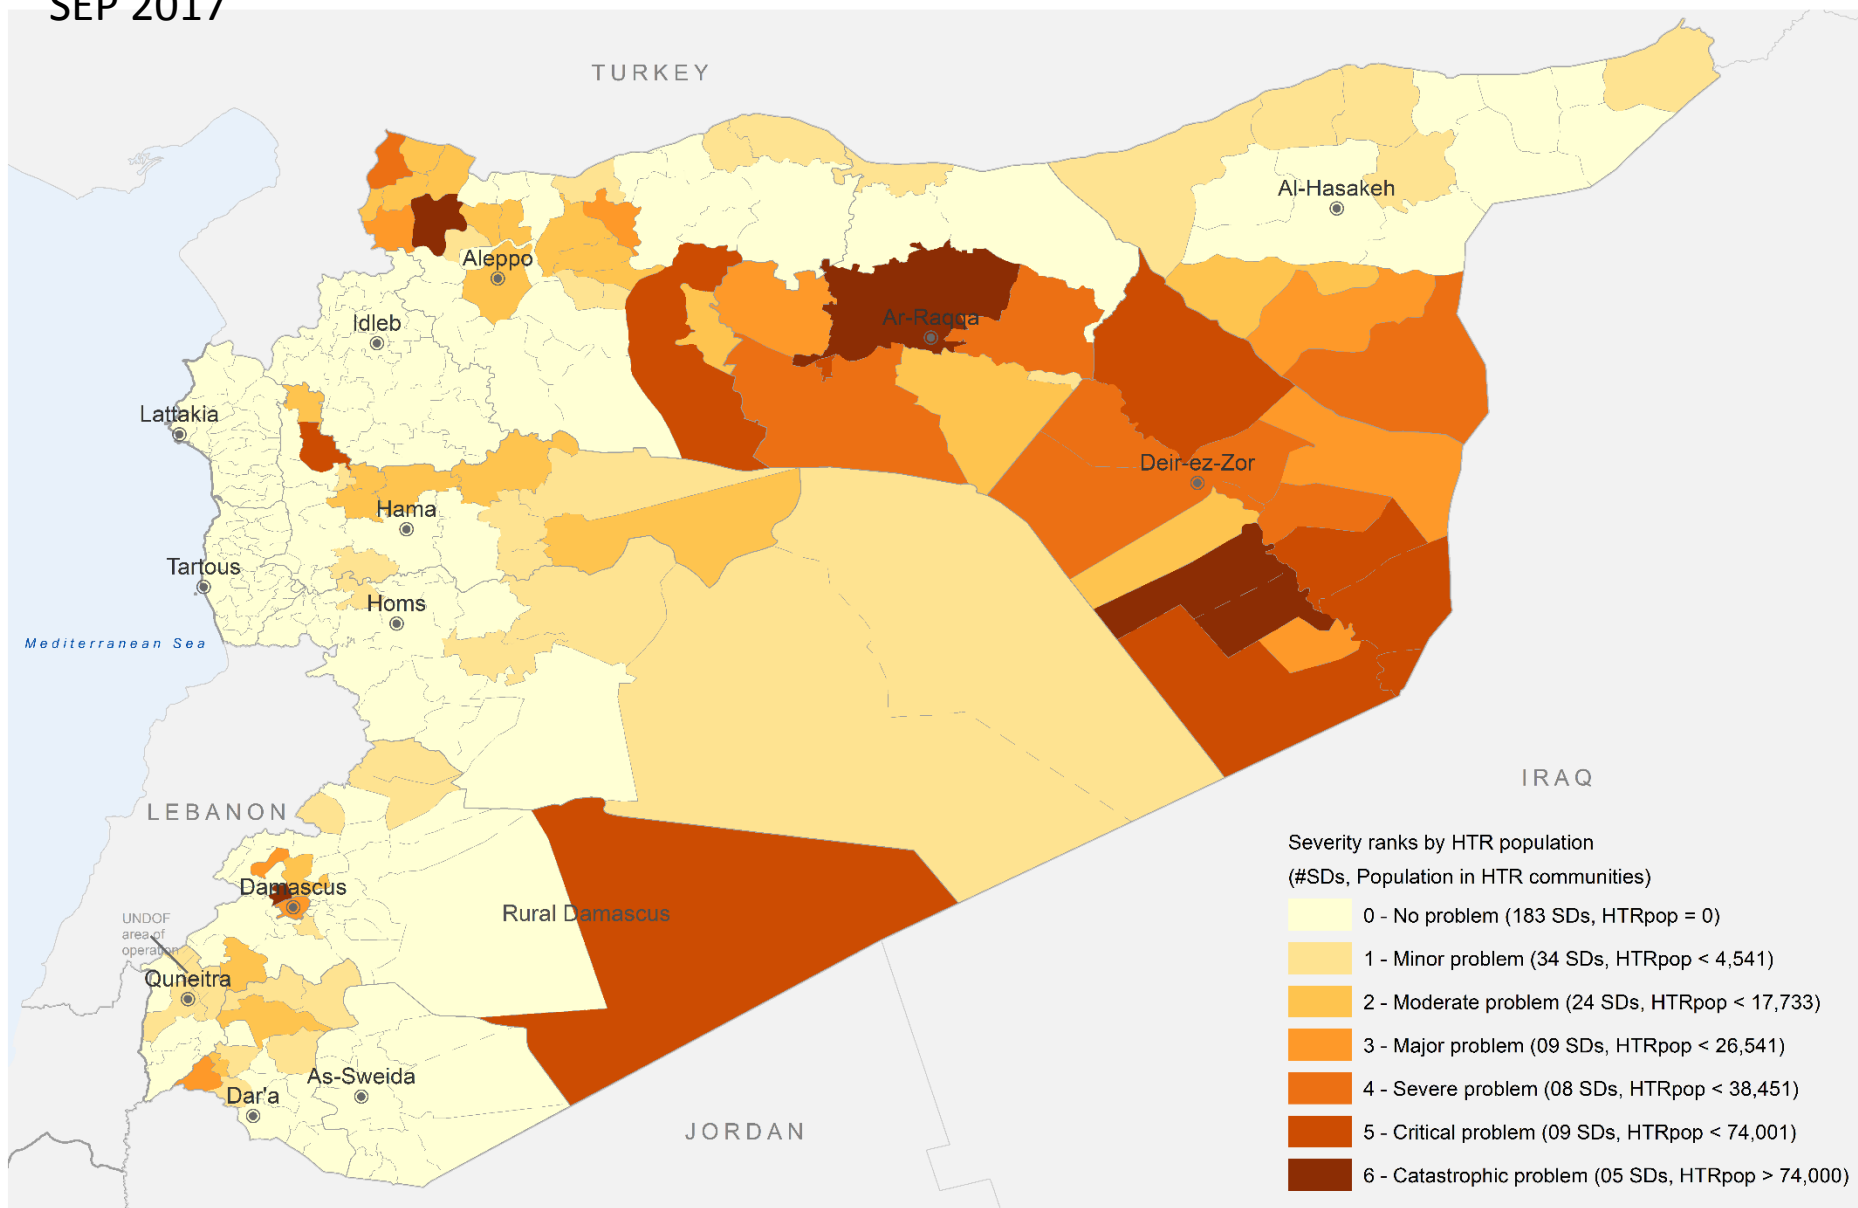 SEP 2017
TURKEY
Al-Hasakeh
Aleppo
Idleb
Ar-Raqqa
Lattakia
Deir-ez-Zor
Hama
Tartous
Homs
Mediterranean Sea
IRAQ
LEBANON
Damascus
Rural Damascus
UNDOF
area of
operation
Quneitra
As-Sweida
Dar'a
JORDAN
Severity ranks by HTR population
(#SDs, Population in HTR communities)
0 - No problem (183 SDs, HTRpop = 0)
1 - Minor problem (34 SDs, HTRpop < 4,541)
2 - Moderate problem (24 SDs, HTRpop < 17,733)
3 - Major problem (09 SDs, HTRpop < 26,541)
4 - Severe problem (08 SDs, HTRpop < 38,451)
5 - Critical problem (09 SDs, HTRpop < 74,001)
6 - Catastrophic problem (05 SDs, HTRpop > 74,000)